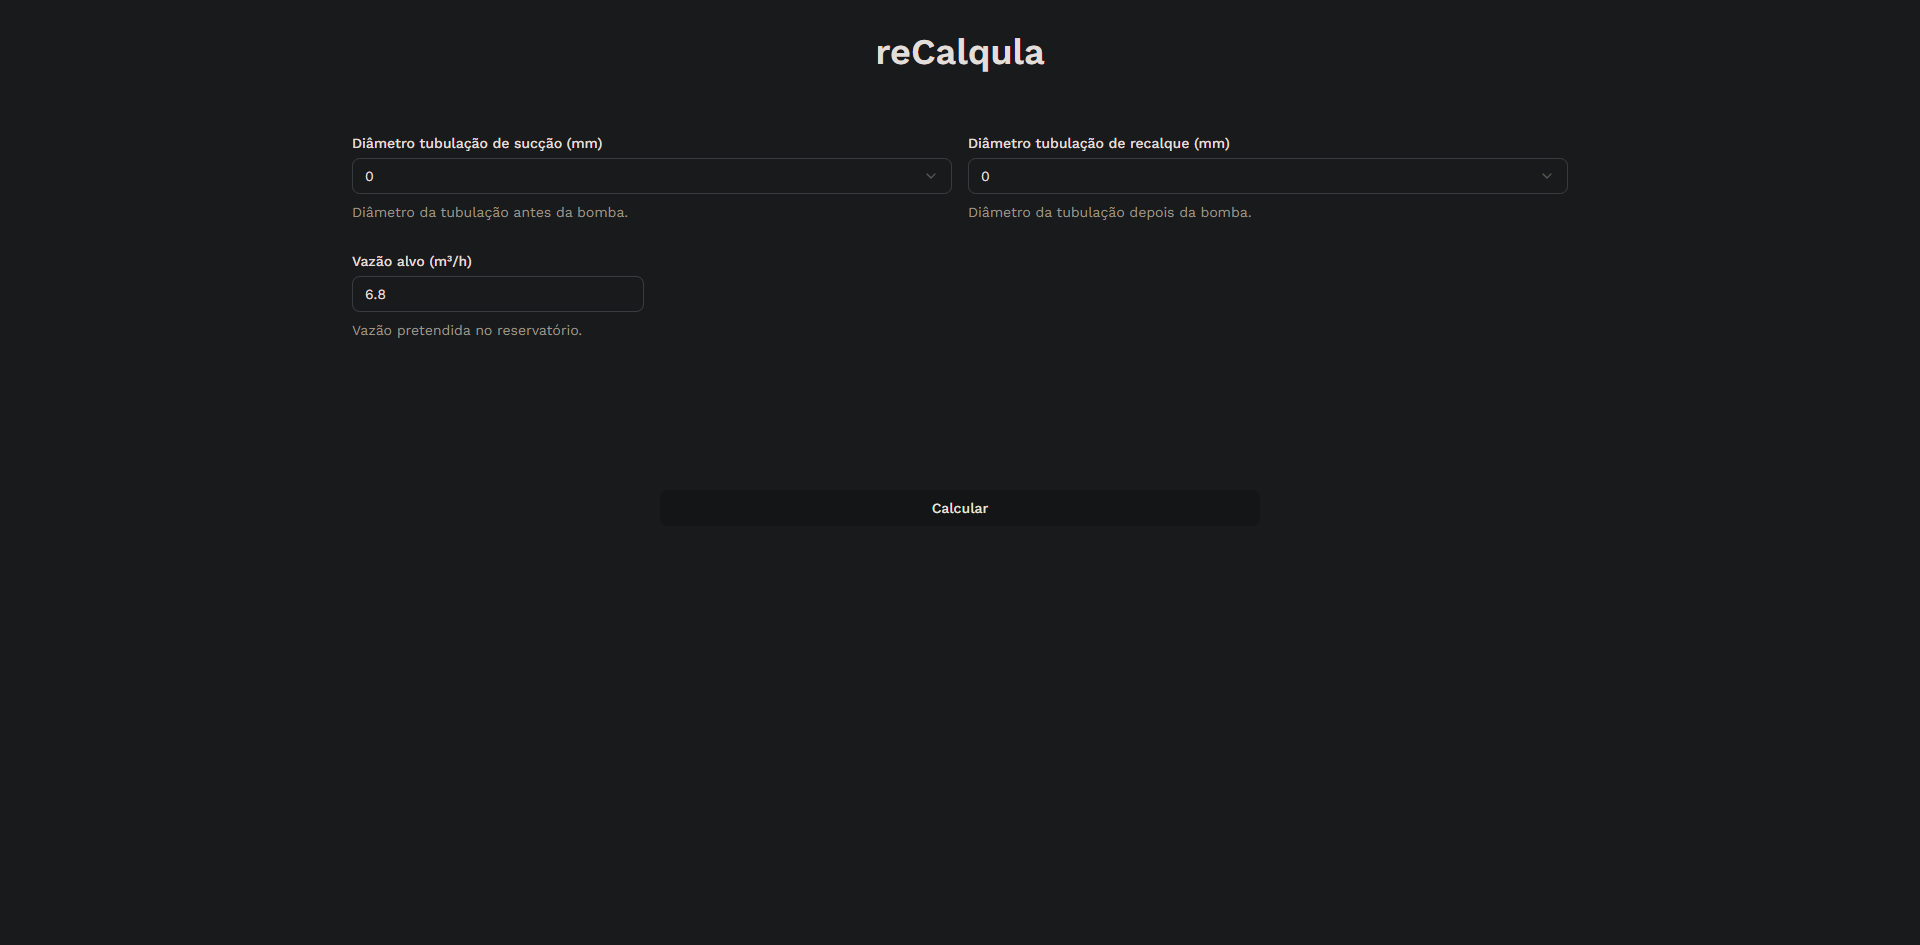 reCalqula
Diâmetro tubulação de sucção (mm)
0
Diâmetro da tubulação antes da bomba.
Diâmetro tubulação de recalque (mm)
0
Diâmetro da tubulação depois da bomba.
Vazão alvo (m³/h)
6.8
Vazão pretendida no reservatório.
Calcular